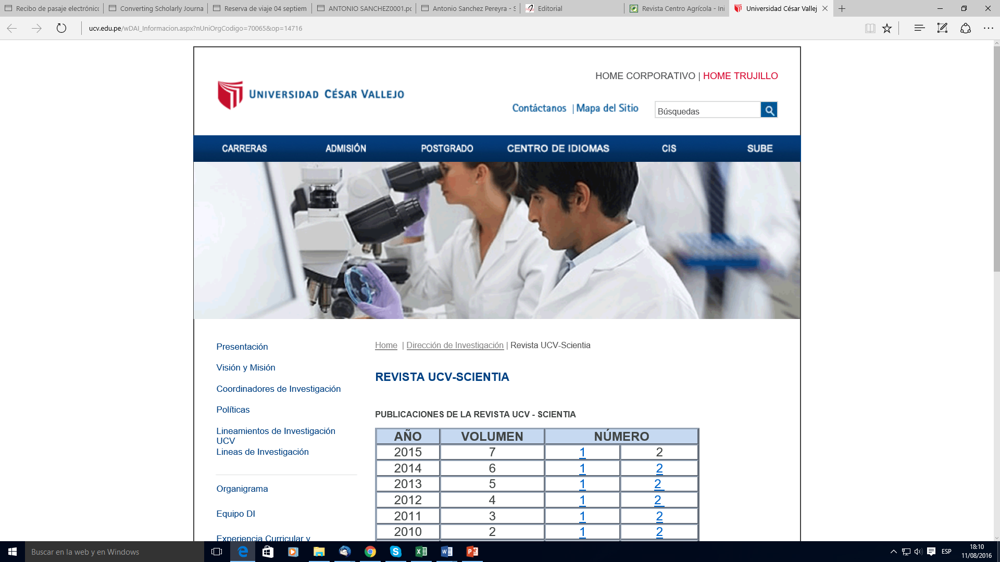 Recibo de pasaje electrónico
Converting Scholarly Journa
Reserva de viaje 04 septiem
ANTONIO SANCHEZ0001.pd
Antonio Sanchez Pereyra - S
Editorial
Revista Centro Agrícola - Ini
Universidad César Vallej
ucv.edu.pe/wDAI_Informacion.aspx?nUniOrgCodigo=70065&op=14716
HOME CORPORATIVO | HOME TRUJILLO
UNIVERSIDAD CÉSAR VALLEJO
Contáctanos | Mapa del Sitio
Búsquedas
CARRERAS ADMISIÓN POSTGRADO CENTRO DE IDIOMAS CIS SUBE
Presentación
Visión y Misión
Coordinadores de Investigación
Políticas
Lineamientos de Investigación
UCV
Lineas de Investigación
Organigrama
Equipo DI
Experiencia Curricular y
Home | Dirección de Investigación | Revista UCV-Scientia
REVISTA UCV-SCIENTIA
PUBLICACIONES DE LA REVISTA UCV - SCIENTIA
AÑO VOLUMEN NÚMERO
2015 7 1 2
2014 6 1 2
2013 5 1 2
2012 4 1 2
2011 3 1 2
2010 2 1 2
Buscar en la web y en Windows
ESP
18:10
11/08/2016